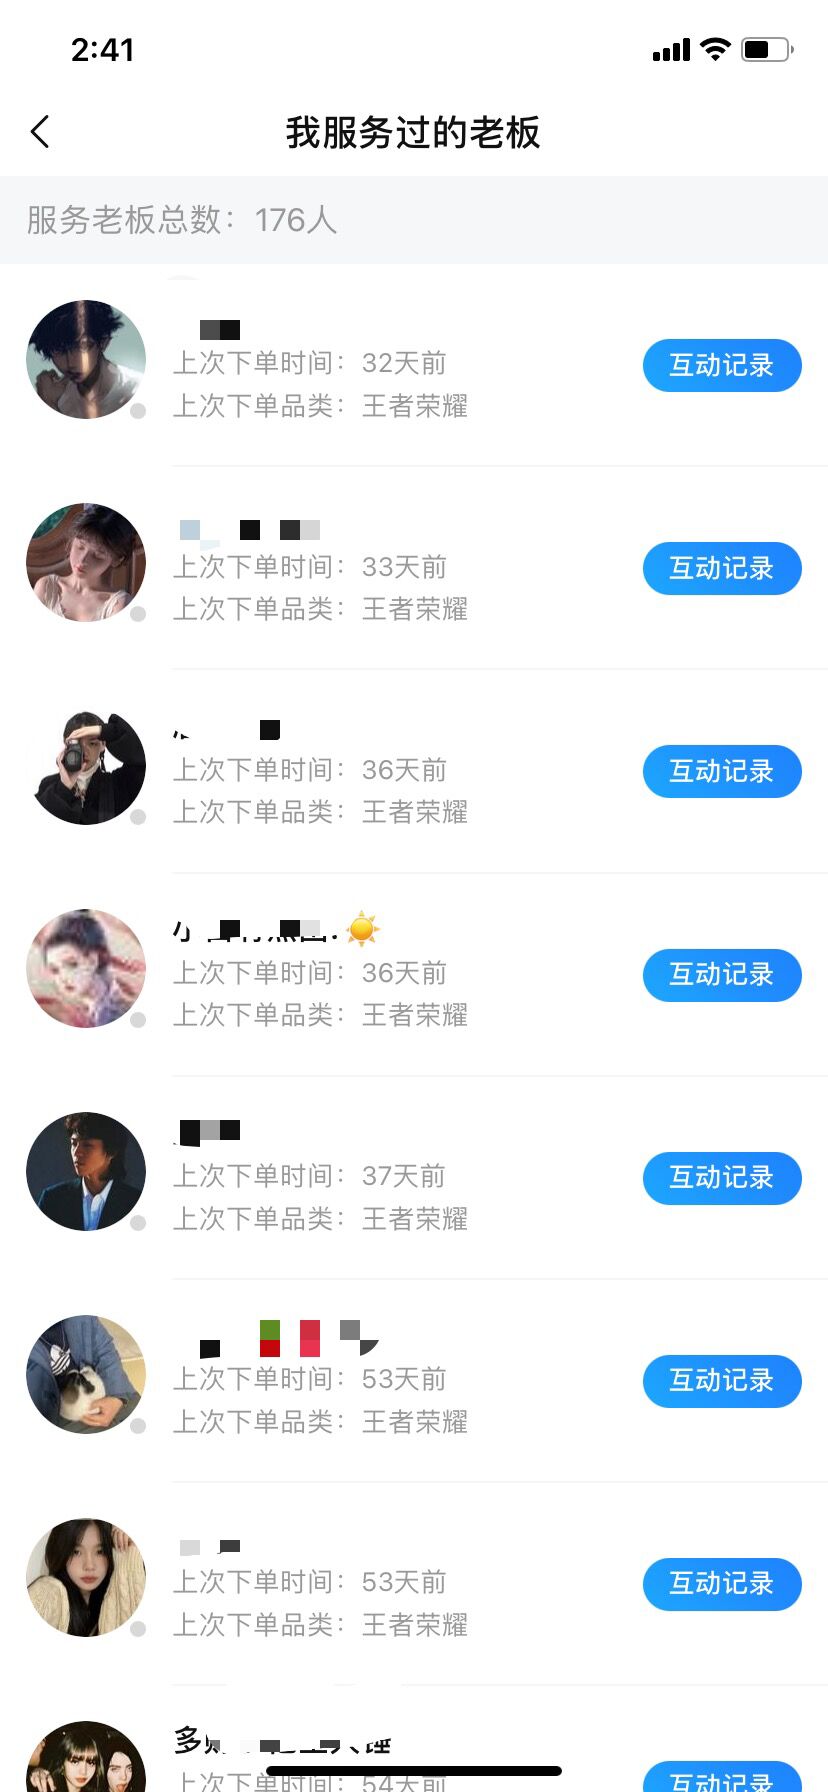 2:41
我服务过的老板
服务老板总数：176人
上次下单时间：32天前
上次下单品类：王者荣耀
互动记录
上次下单时间：33天前
上次下单品类：王者荣耀
互动记录
上次下单时间：36天前
上次下单品类：王者荣耀
互动记录
上次下单时间：36天前
上次下单品类：王者荣耀
互动记录
上次下单时间：37天前
上次下单品类：王者荣耀
互动记录
上次下单时间：53天前
上次下单品类：王者荣耀
互动记录
上次下单时间：53天前
上次下单品类：王者荣耀
互动记录
多
上次下单时间：54天前
互动记录